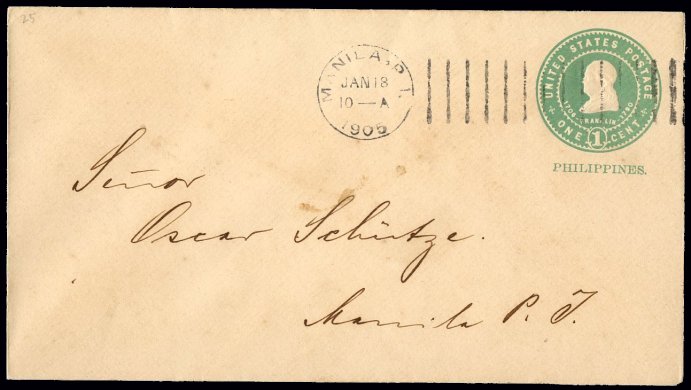 25
MANILA, P. I.
JAN 18
10—A
1905
UNITED STATES POSTAGE
1706-FRANKLIN-1790
ONE 1 CENT
PHILIPPINES.
Señor
Oscar Schütze.
Manila P. I.